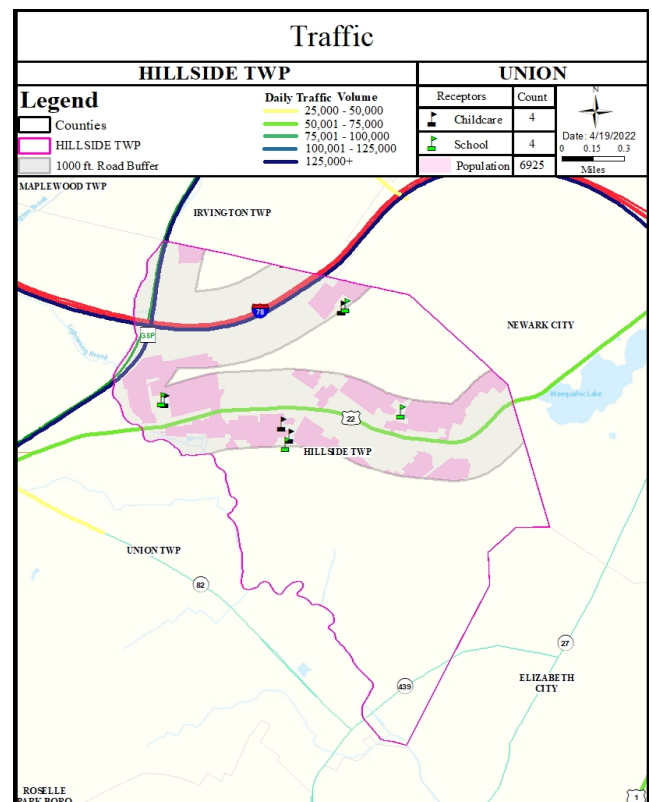 Traffic
HILLSIDE TWP
UNION
Legend
Counties
HILLSIDE TWP
1000 ft. Road Buffer
Daily Traffic Volume
25,000 - 50,000
50,001 - 75,000
75,001 - 100,000
100,001 - 125,000
125,000+
Receptors Count
Childcare 4
School 4
Population 6925
N
Date: 4/19/2022
0 0.15 0.3
Miles
MAPLEWOOD TWP
IRVINGTON TWP
78
NEWARK CITY
GSP
Lightning Brook
Weequahic Lake
22
HILLSIDE TWP
UNION TWP
82
27
ELIZABETH
CITY
439
ROSELLE
PARK BORO
1